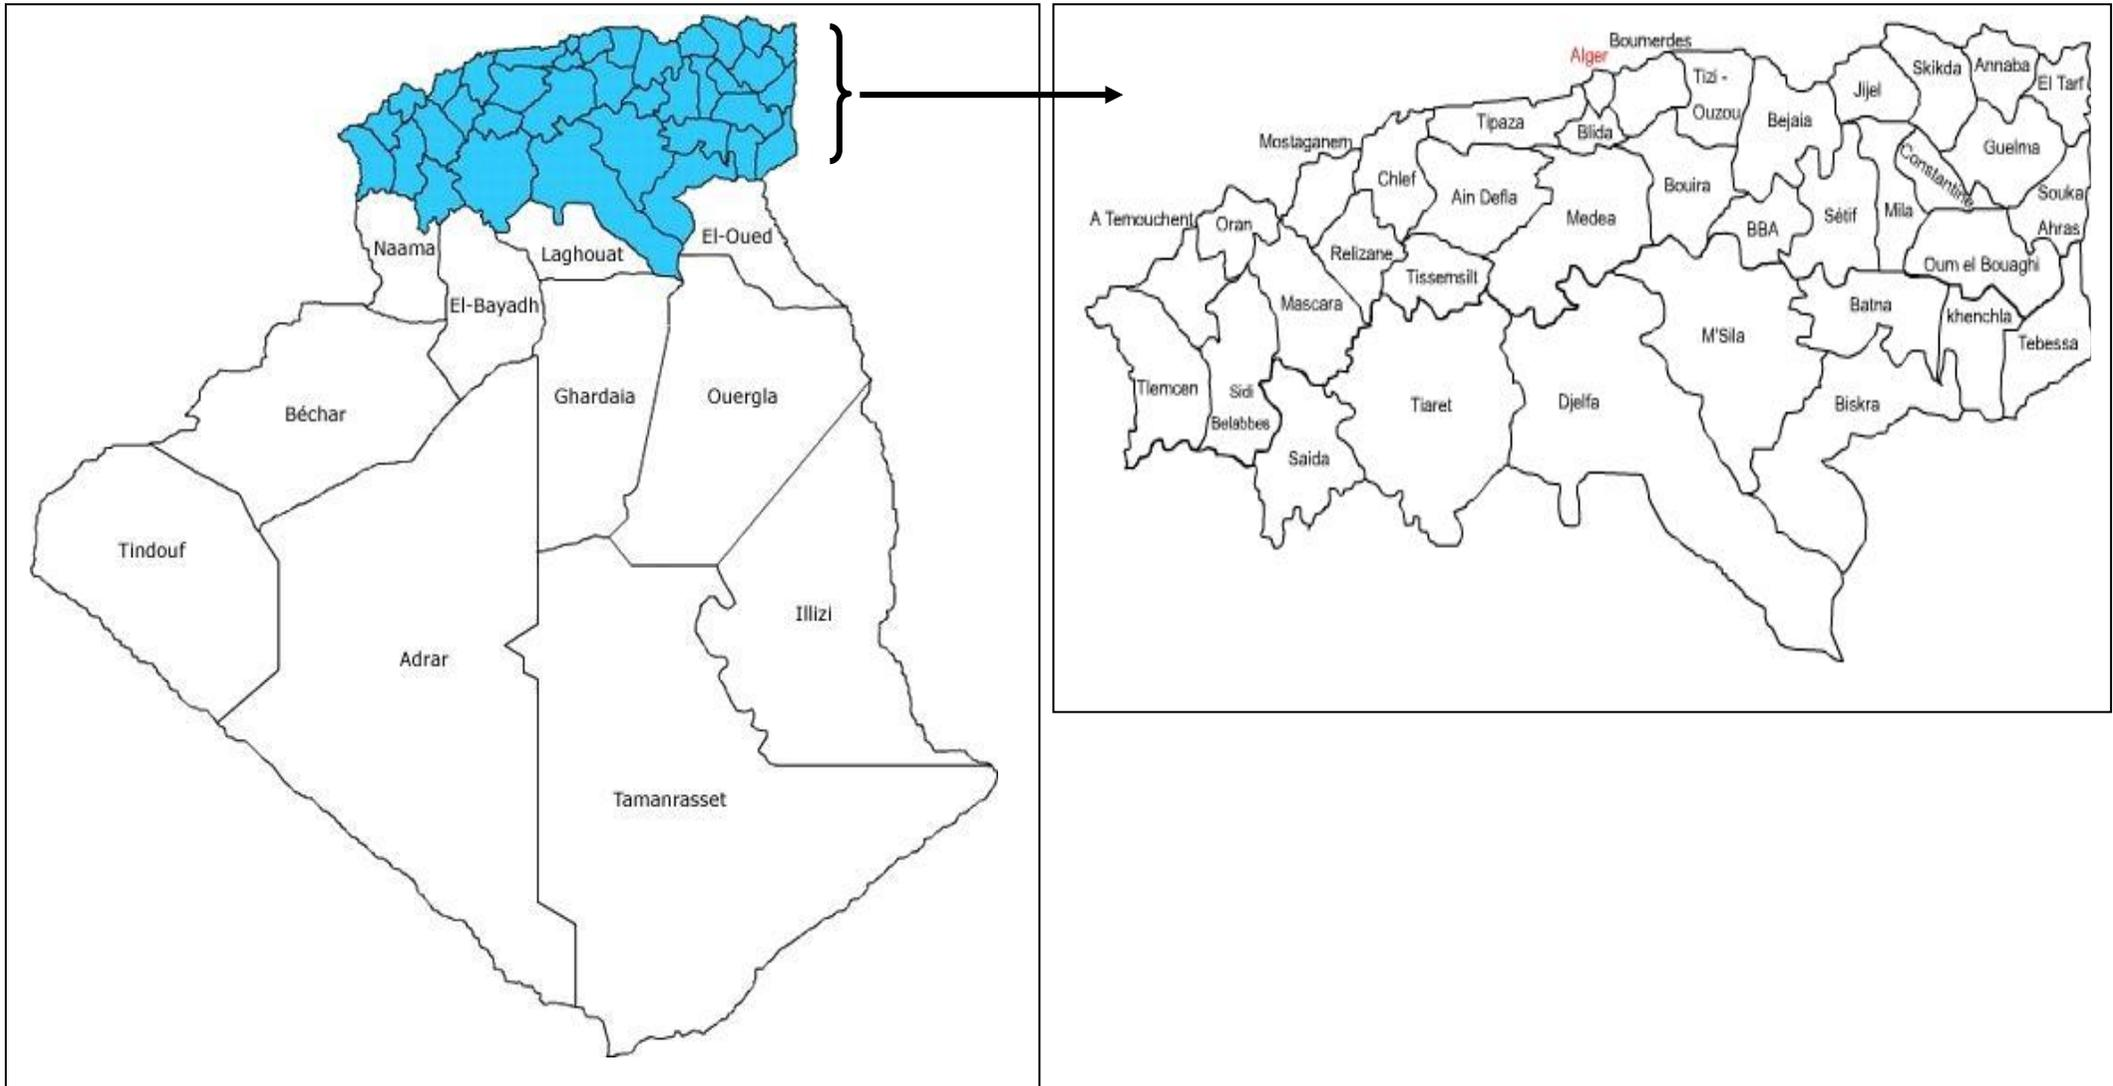 Naama
Laghouat
El-Oued
El-Bayadh
Béchar
Ghardaia
Ouergla
Tindouf
Adrar
Illizi
Tamanrasset
Alger
Boumerdes
Tizi -
Ouzou
Tipaza
Blida
Bejaia
Jijel
Skikda
Annaba
El Tarf
Mostaganem
Chlef
Ain Defla
Medea
Bouira
BBA
Sétif
Mila
Constantine
Guelma
Souka
Ahras
A Temouchent
Oran
Relizane
Tissemsilt
Oum el Bouaghi
Mascara
M'Sila
Batna
khenchla
Tebessa
Tlemcen
Sidi
Belabbes
Saida
Tiaret
Djelfa
Biskra